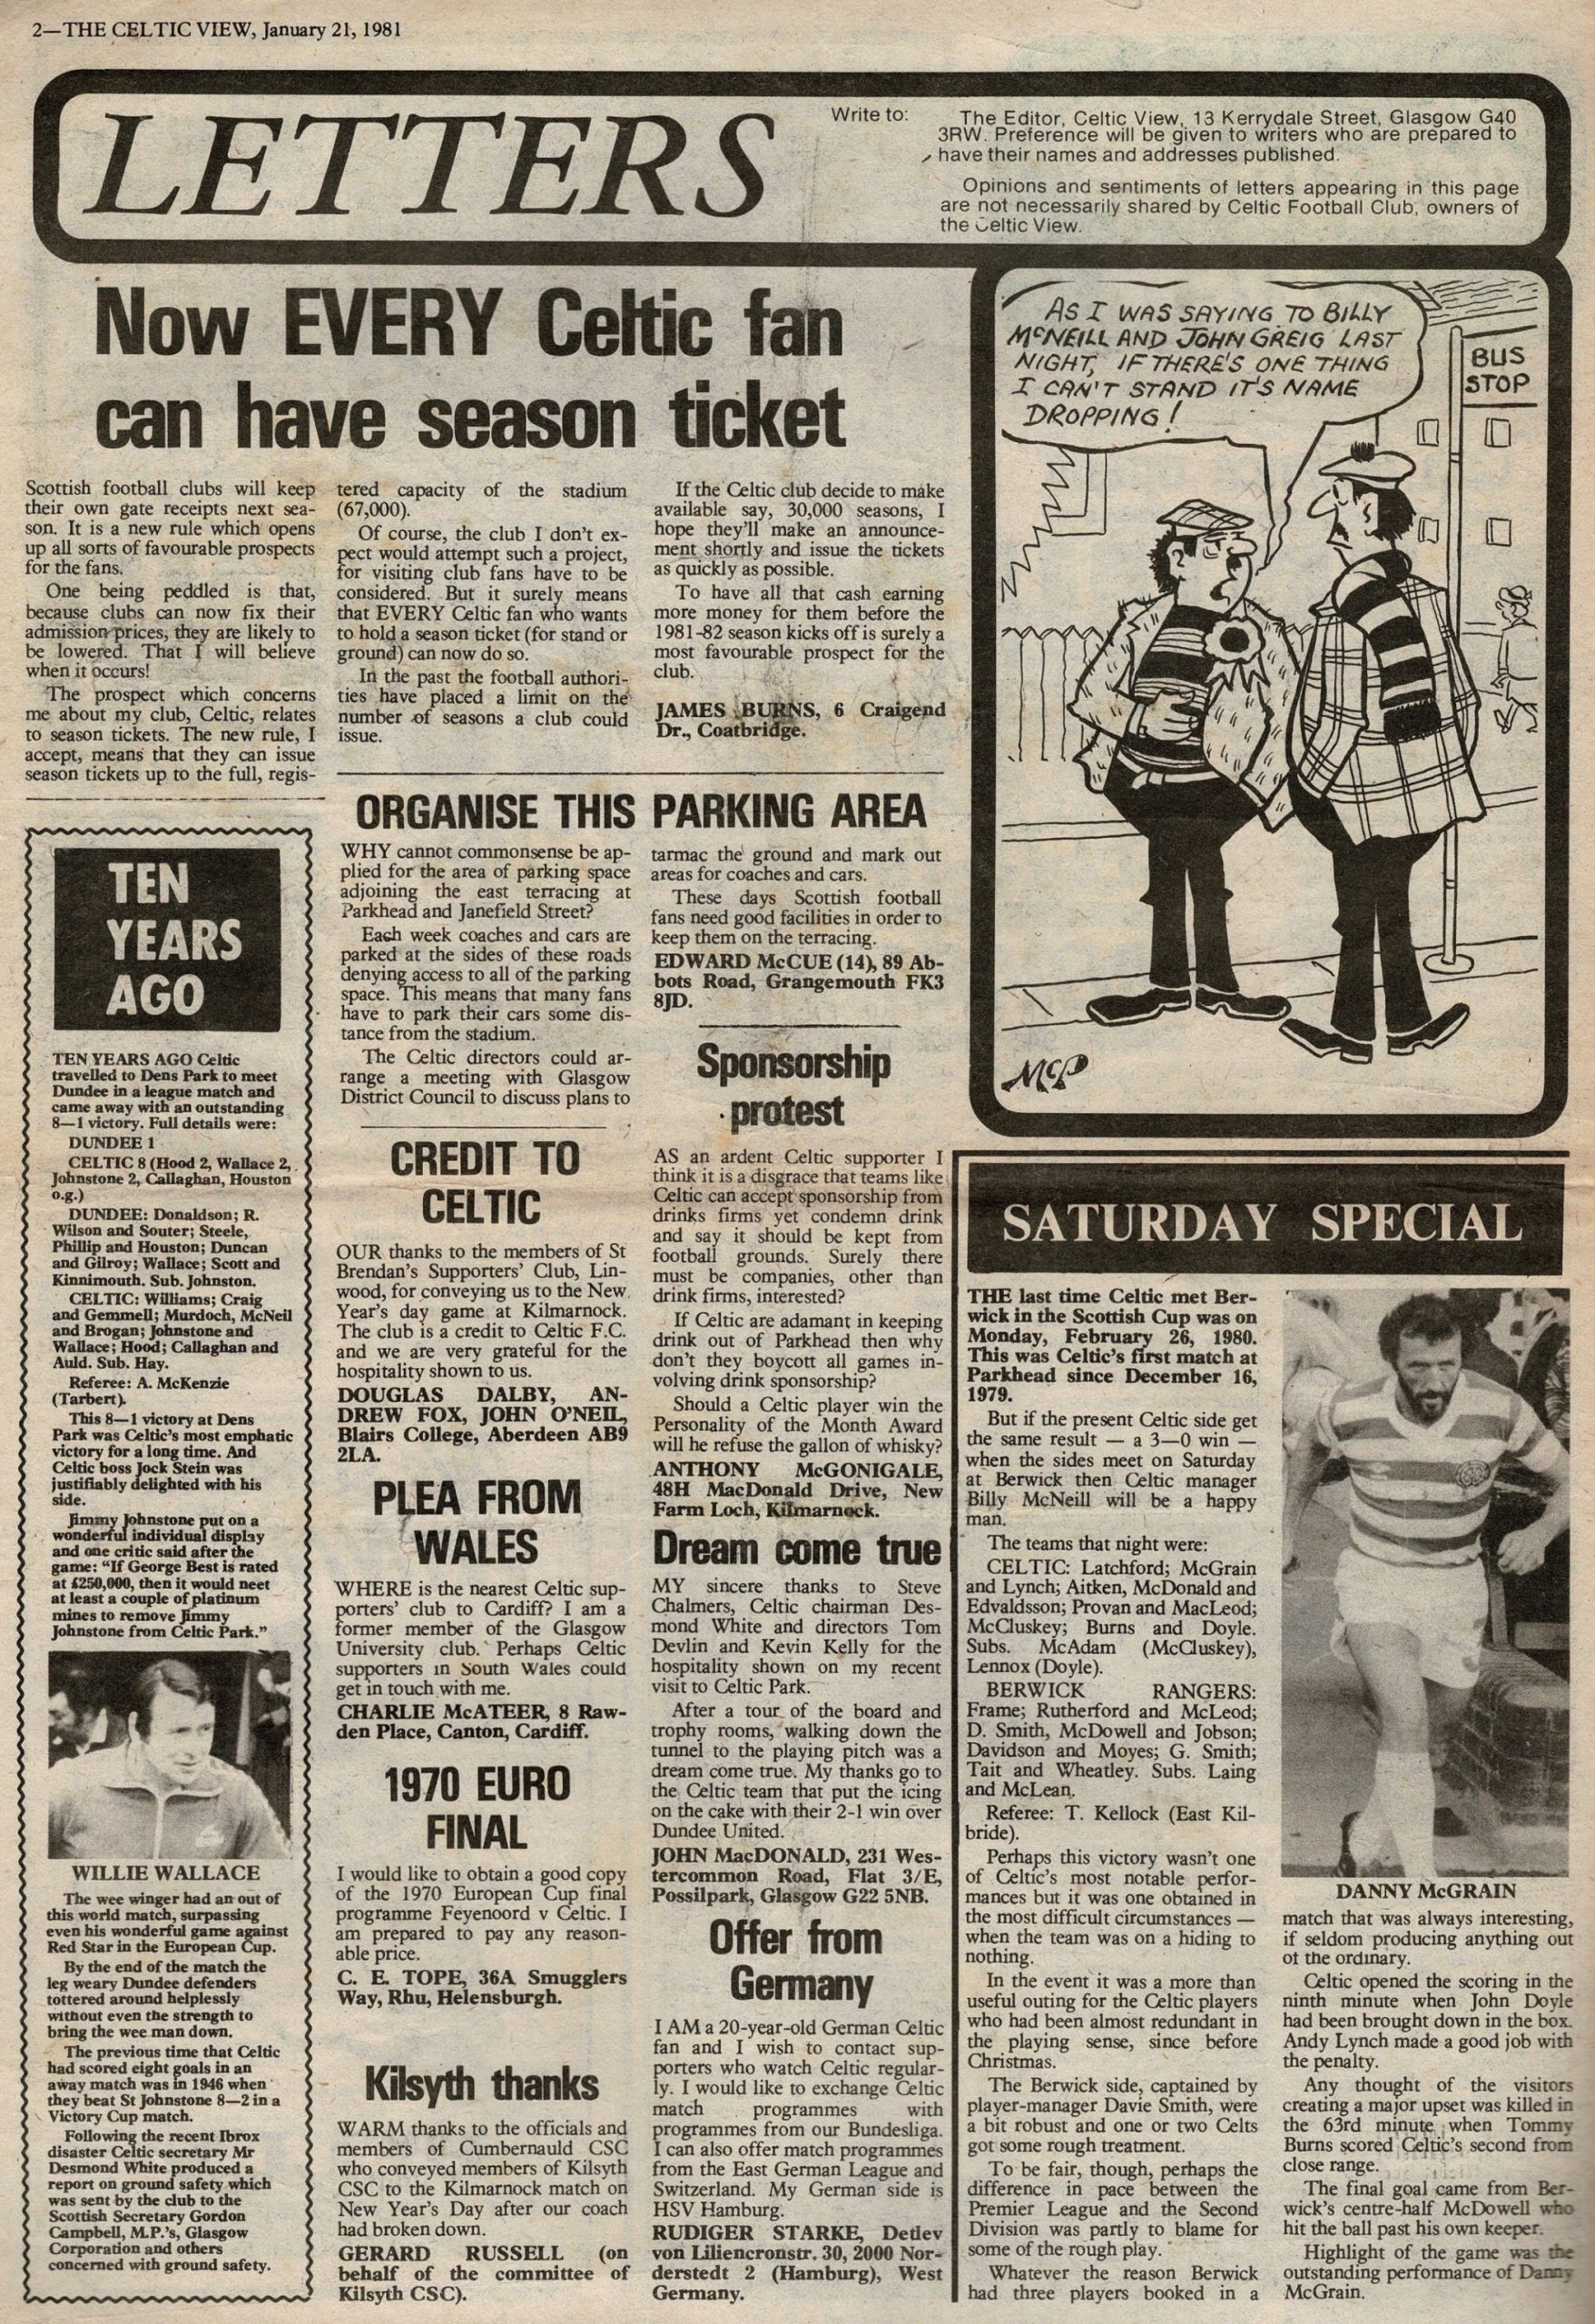 2—THE CELTIC VIEW, January 21, 1981
LETTERS
Write to:
The Editor, Celtic View, 13 Kerrydale Street, Glasgow G40
3RW. Preference will be given to writers who are prepared to
have their names and addresses published.
Opinions and sentiments of letters appearing in this page
are not necessarily shared by Celtic Football Club, owners of
the Celtic View.
Now EVERY Celtic fan
can have season ticket
Scottish football clubs will keep
their own gate receipts next sea-
son. It is a new rule which opens
up all sorts of favourable prospects
for the fans.
One being peddled is that,
because clubs can now fix their
admission prices, they are likely to
be lowered. That I will believe
when it occurs!
The prospect which concerns
me about my club, Celtic, relates
to season tickets. The new rule, I
accept, means that they can issue
season tickets up to the full, regis-
tered capacity of the stadium
(67,000).
Of course, the club I don't ex-
pect would attempt such a project,
for visiting club fans have to be
considered. But it surely means
that EVERY Celtic fan who wants
to hold a season ticket (for stand or
ground) can now do so.
In the past the football authori-
ties have placed a limit on the
number of seasons a club could
issue.
If the Celtic club decide to make
available say, 30,000 seasons, I
hope they'll make an announce-
ment shortly and issue the tickets
as quickly as possible.
To have all that cash earning
more money for them before the
1981-82 season kicks off is surely a
most favourable prospect for the
club.
JAMES BURNS, 6 Craigend
Dr., Coatbridge.
AS I WAS SAYING TO BILLY
McNEILL AND JOHN GREIG LAST
NIGHT, IF THERE'S ONE THING
I CAN'T STAND IT'S NAME
DROPPING!
BUS
STOP
McP
TEN
YEARS
AGO
TEN YEARS AGO Celtic
travelled to Dens Park to meet
Dundee in a league match and
came away with an outstanding
8—1 victory. Full details were:
DUNDEE 1
CELTIC 8 (Hood 2, Wallace 2,
Johnstone 2, Callaghan, Houston
o.g.)
DUNDEE: Donaldson; R.
Wilson and Souter; Steele,
Phillip and Houston; Duncan
and Gilroy; Wallace; Scott and
Kinnimouth. Sub. Johnston.
CELTIC: Williams; Craig
and Gemmell; Murdoch, McNeil
and Brogan; Johnstone and
Wallace; Hood; Callaghan and
Auld. Sub. Hay.
Referee: A. McKenzie
(Tarbert).
This 8—1 victory at Dens
Park was Celtic's most emphatic
victory for a long time. And
Celtic boss Jock Stein was
justifiably delighted with his
side.
Jimmy Johnstone put on a
wonderful individual display
and one critic said after the
game: "If George Best is rated
at £250,000, then it would neet
at least a couple of platinum
mines to remove Jimmy
Johnstone from Celtic Park."
WILLIE WALLACE
The wee winger had an out of
this world match, surpassing
even his wonderful game against
Red Star in the European Cup.
By the end of the match the
leg weary Dundee defenders
tottered around helplessly
without even the strength to
bring the wee man down.
The previous time that Celtic
had scored eight goals in an
away match was in 1946 when
they beat St Johnstone 8—2 in a
Victory Cup match.
Following the recent Ibrox
disaster Celtic secretary Mr
Desmond White produced a
report on ground safety which
was sent by the club to the
Scottish Secretary Gordon
Campbell, M.P.'s, Glasgow
Corporation and others
concerned with ground safety.
ORGANISE THIS PARKING AREA
WHY cannot commonsense be ap-
plied for the area of parking space
adjoining the east terracing at
Parkhead and Janefield Street?
Each week coaches and cars are
parked at the sides of these roads
denying access to all of the parking
space. This means that many fans
have to park their cars some dis-
tance from the stadium.
The Celtic directors could ar-
range a meeting with Glasgow
District Council to discuss plans to
tarmac the ground and mark out
areas for coaches and cars.
These days Scottish football
fans need good facilities in order to
keep them on the terracing.
EDWARD McCUE (14), 89 Ab-
bots Road, Grangemouth FK3
8JD.
CREDIT TO
CELTIC
OUR thanks to the members of St
Brendan's Supporters' Club, Lin-
wood, for conveying us to the New
Year's day game at Kilmarnock.
The club is a credit to Celtic F.C.
and we are very grateful for the
hospitality shown to us.
DOUGLAS DALBY, AN-
DREW FOX, JOHN O'NEIL,
Blairs College, Aberdeen AB9
2LA.
PLEA FROM
WALES
WHERE is the nearest Celtic sup-
porters' club to Cardiff? I am a
former member of the Glasgow
University club. Perhaps Celtic
supporters in South Wales could
get in touch with me.
CHARLIE McATEER, 8 Raw-
den Place, Canton, Cardiff.
1970 EURO
FINAL
I would like to obtain a good copy
of the 1970 European Cup final
programme Feyenoord v Celtic. I
am prepared to pay any reason-
able price.
C. E. TOPE, 36A Smugglers
Way, Rhu, Helensburgh.
Kilsyth thanks
WARM thanks to the officials and
members of Cumbernauld CSC
who conveyed members of Kilsyth
CSC to the Kilmarnock match on
New Year's Day after our coach
had broken down.
GERARD RUSSELL (on
behalf of the committee of
Kilsyth CSC).
Sponsorship
protest
AS an ardent Celtic supporter I
think it is a disgrace that teams like
Celtic can accept sponsorship from
drinks firms yet condemn drink
and say it should be kept from
football grounds. Surely there
must be companies, other than
drink firms, interested?
If Celtic are adamant in keeping
drink out of Parkhead then why
don't they boycott all games in-
volving drink sponsorship?
Should a Celtic player win the
Personality of the Month Award
will he refuse the gallon of whisky?
ANTHONY McGONIGALE,
48H MacDonald Drive, New
Farm Loch, Kilmarnock.
Dream come true
MY sincere thanks to Steve
Chalmers, Celtic chairman Des-
mond White and directors Tom
Devlin and Kevin Kelly for the
hospitality shown on my recent
visit to Celtic Park.
After a tour of the board and
trophy rooms, walking down the
tunnel to the playing pitch was a
dream come true. My thanks go to
the Celtic team that put the icing
on the cake with their 2-1 win over
Dundee United.
JOHN MacDONALD, 231 Wes-
tercommon Road, Flat 3/E,
Possilpark, Glasgow G22 5NB.
Offer from
Germany
I AM a 20-year-old German Celtic
fan and I wish to contact sup-
porters who watch Celtic regular-
ly. I would like to exchange Celtic
match programmes with
programmes from our Bundesliga.
I can also offer match programmes
from the East German League and
Switzerland. My German side is
HSV Hamburg.
RUDIGER STARKE, Detlev
von Liliencronstr. 30, 2000 Nor-
derstedt 2 (Hamburg), West
Germany.
SATURDAY SPECIAL
THE last time Celtic met Ber-
wick in the Scottish Cup was on
Monday, February 26, 1980.
This was Celtic's first match at
Parkhead since December 16,
1979.
But if the present Celtic side get
the same result — a 3—0 win —
when the sides meet on Saturday
at Berwick then Celtic manager
Billy McNeill will be a happy
man.
The teams that night were:
CELTIC: Latchford; McGrain
and Lynch; Aitken, McDonald and
Edvaldsson; Provan and MacLeod;
McCluskey; Burns and Doyle.
Subs. McAdam (McCluskey),
Lennox (Doyle).
BERWICK RANGERS:
Frame; Rutherford and McLeod;
D. Smith, McDowell and Jobson;
Davidson and Moyes; G. Smith;
Tait and Wheatley. Subs. Laing
and McLean.
Referee: T. Kellock (East Kil-
bride).
Perhaps this victory wasn't one
of Celtic's most notable perfor-
mances but it was one obtained in
the most difficult circumstances —
when the team was on a hiding to
nothing.
In the event it was a more than
useful outing for the Celtic players
who had been almost redundant in
the playing sense, since before
Christmas.
The Berwick side, captained by
player-manager Davie Smith, were
a bit robust and one or two Celts
got some rough treatment.
To be fair, though, perhaps the
difference in pace between the
Premier League and the Second
Division was partly to blame for
some of the rough play.
Whatever the reason Berwick
had three players booked in a
DANNY McGRAIN
match that was always interesting,
if seldom producing anything out
of the ordinary.
Celtic opened the scoring in the
ninth minute when John Doyle
had been brought down in the box.
Andy Lynch made a good job with
the penalty.
Any thought of the visitors
creating a major upset was killed in
the 63rd minute when Tommy
Burns scored Celtic's second from
close range.
The final goal came from Ber-
wick's centre-half McDowell who
hit the ball past his own keeper.
Highlight of the game was the
outstanding performance of Danny
McGrain.